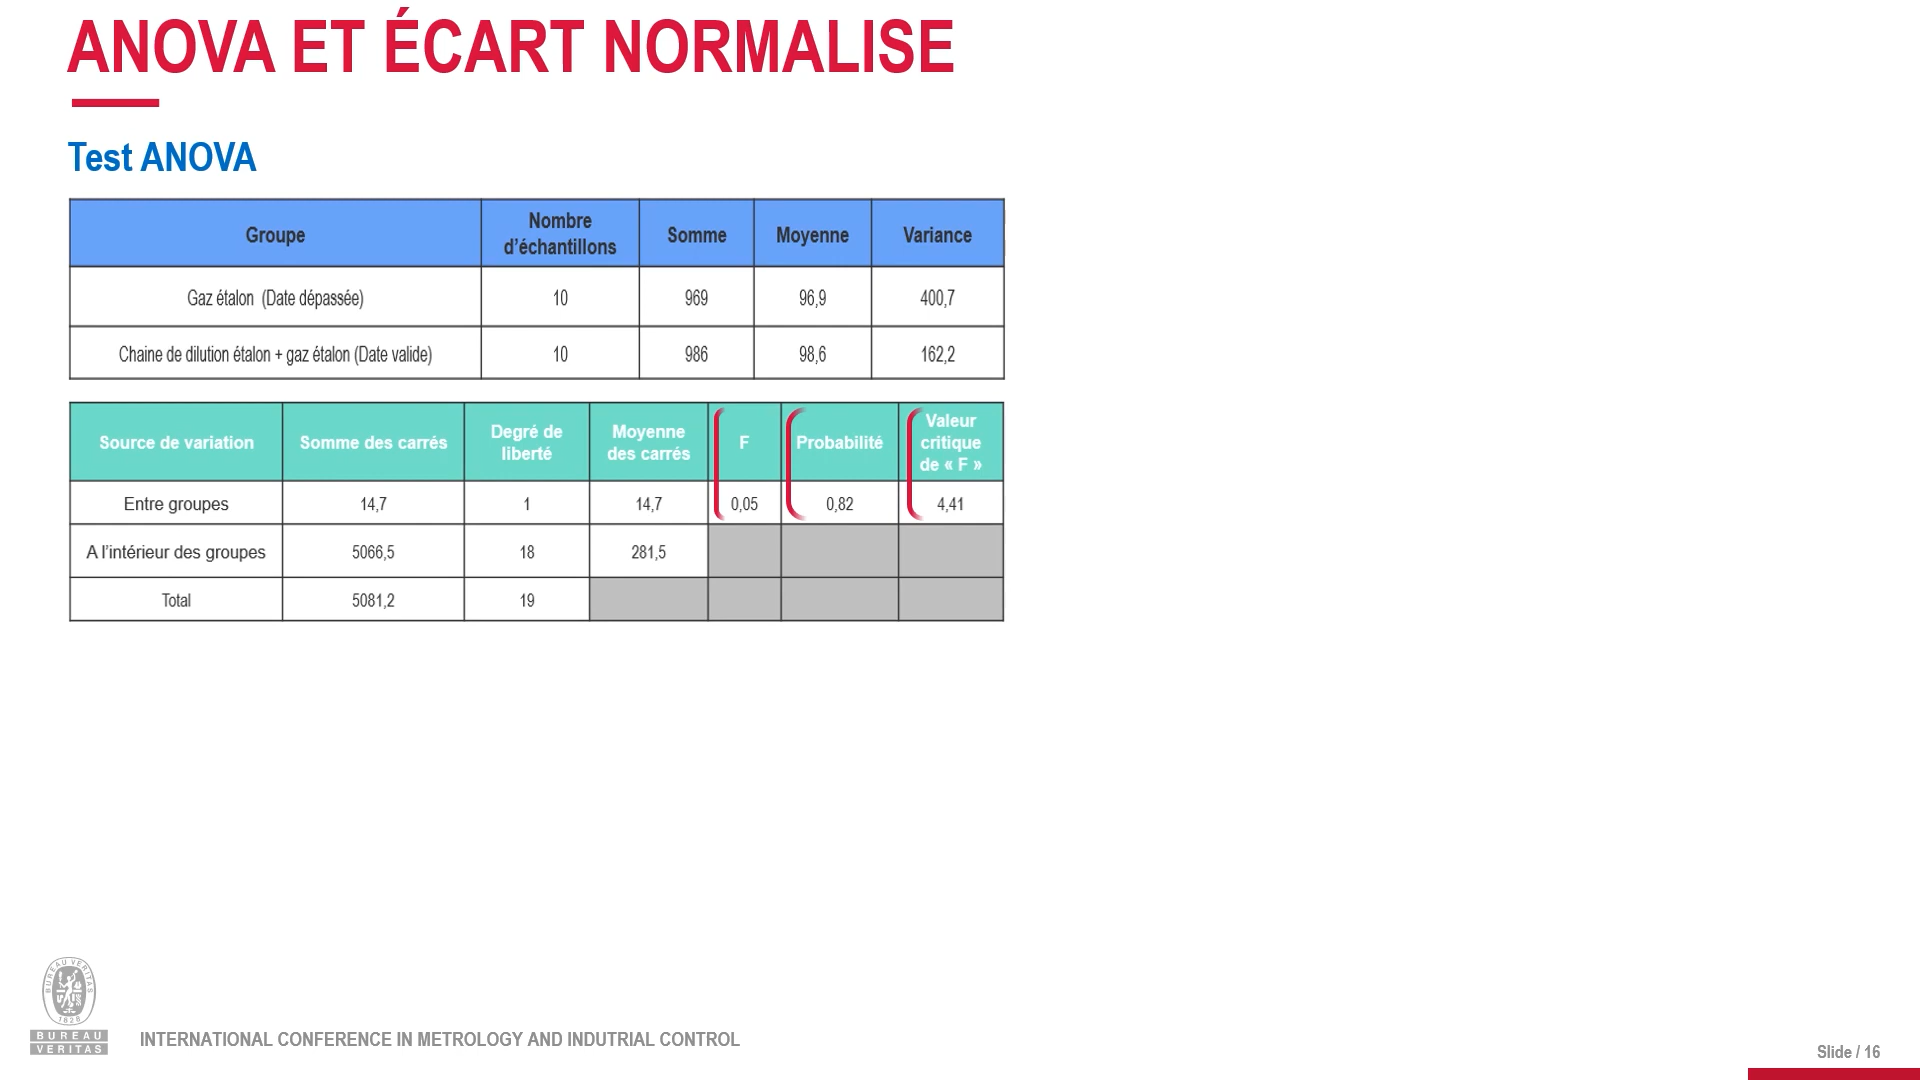 ANOVA ET ÉCART NORMALISE
Test ANOVA
Groupe Nombre d'échantillons Somme Moyenne Variance
Gaz étalon (Date dépassée) 10 969 96,9 400,7
Chaine de dilution étalon + gaz étalon (Date valide) 10 986 98,6 162,2
Source de variation Somme des carrés Degré de liberté Moyenne des carrés F Probabilité Valeur critique de « F »
Entre groupes 14,7 1 14,7 0,05 0,82 4,41
A l'intérieur des groupes 5066,5 18 281,5
Total 5081,2 19
BUREAU VERITAS
1828
BUREAU
VERITAS
INTERNATIONAL CONFERENCE IN METROLOGY AND INDUTRIAL CONTROL
Slide / 16